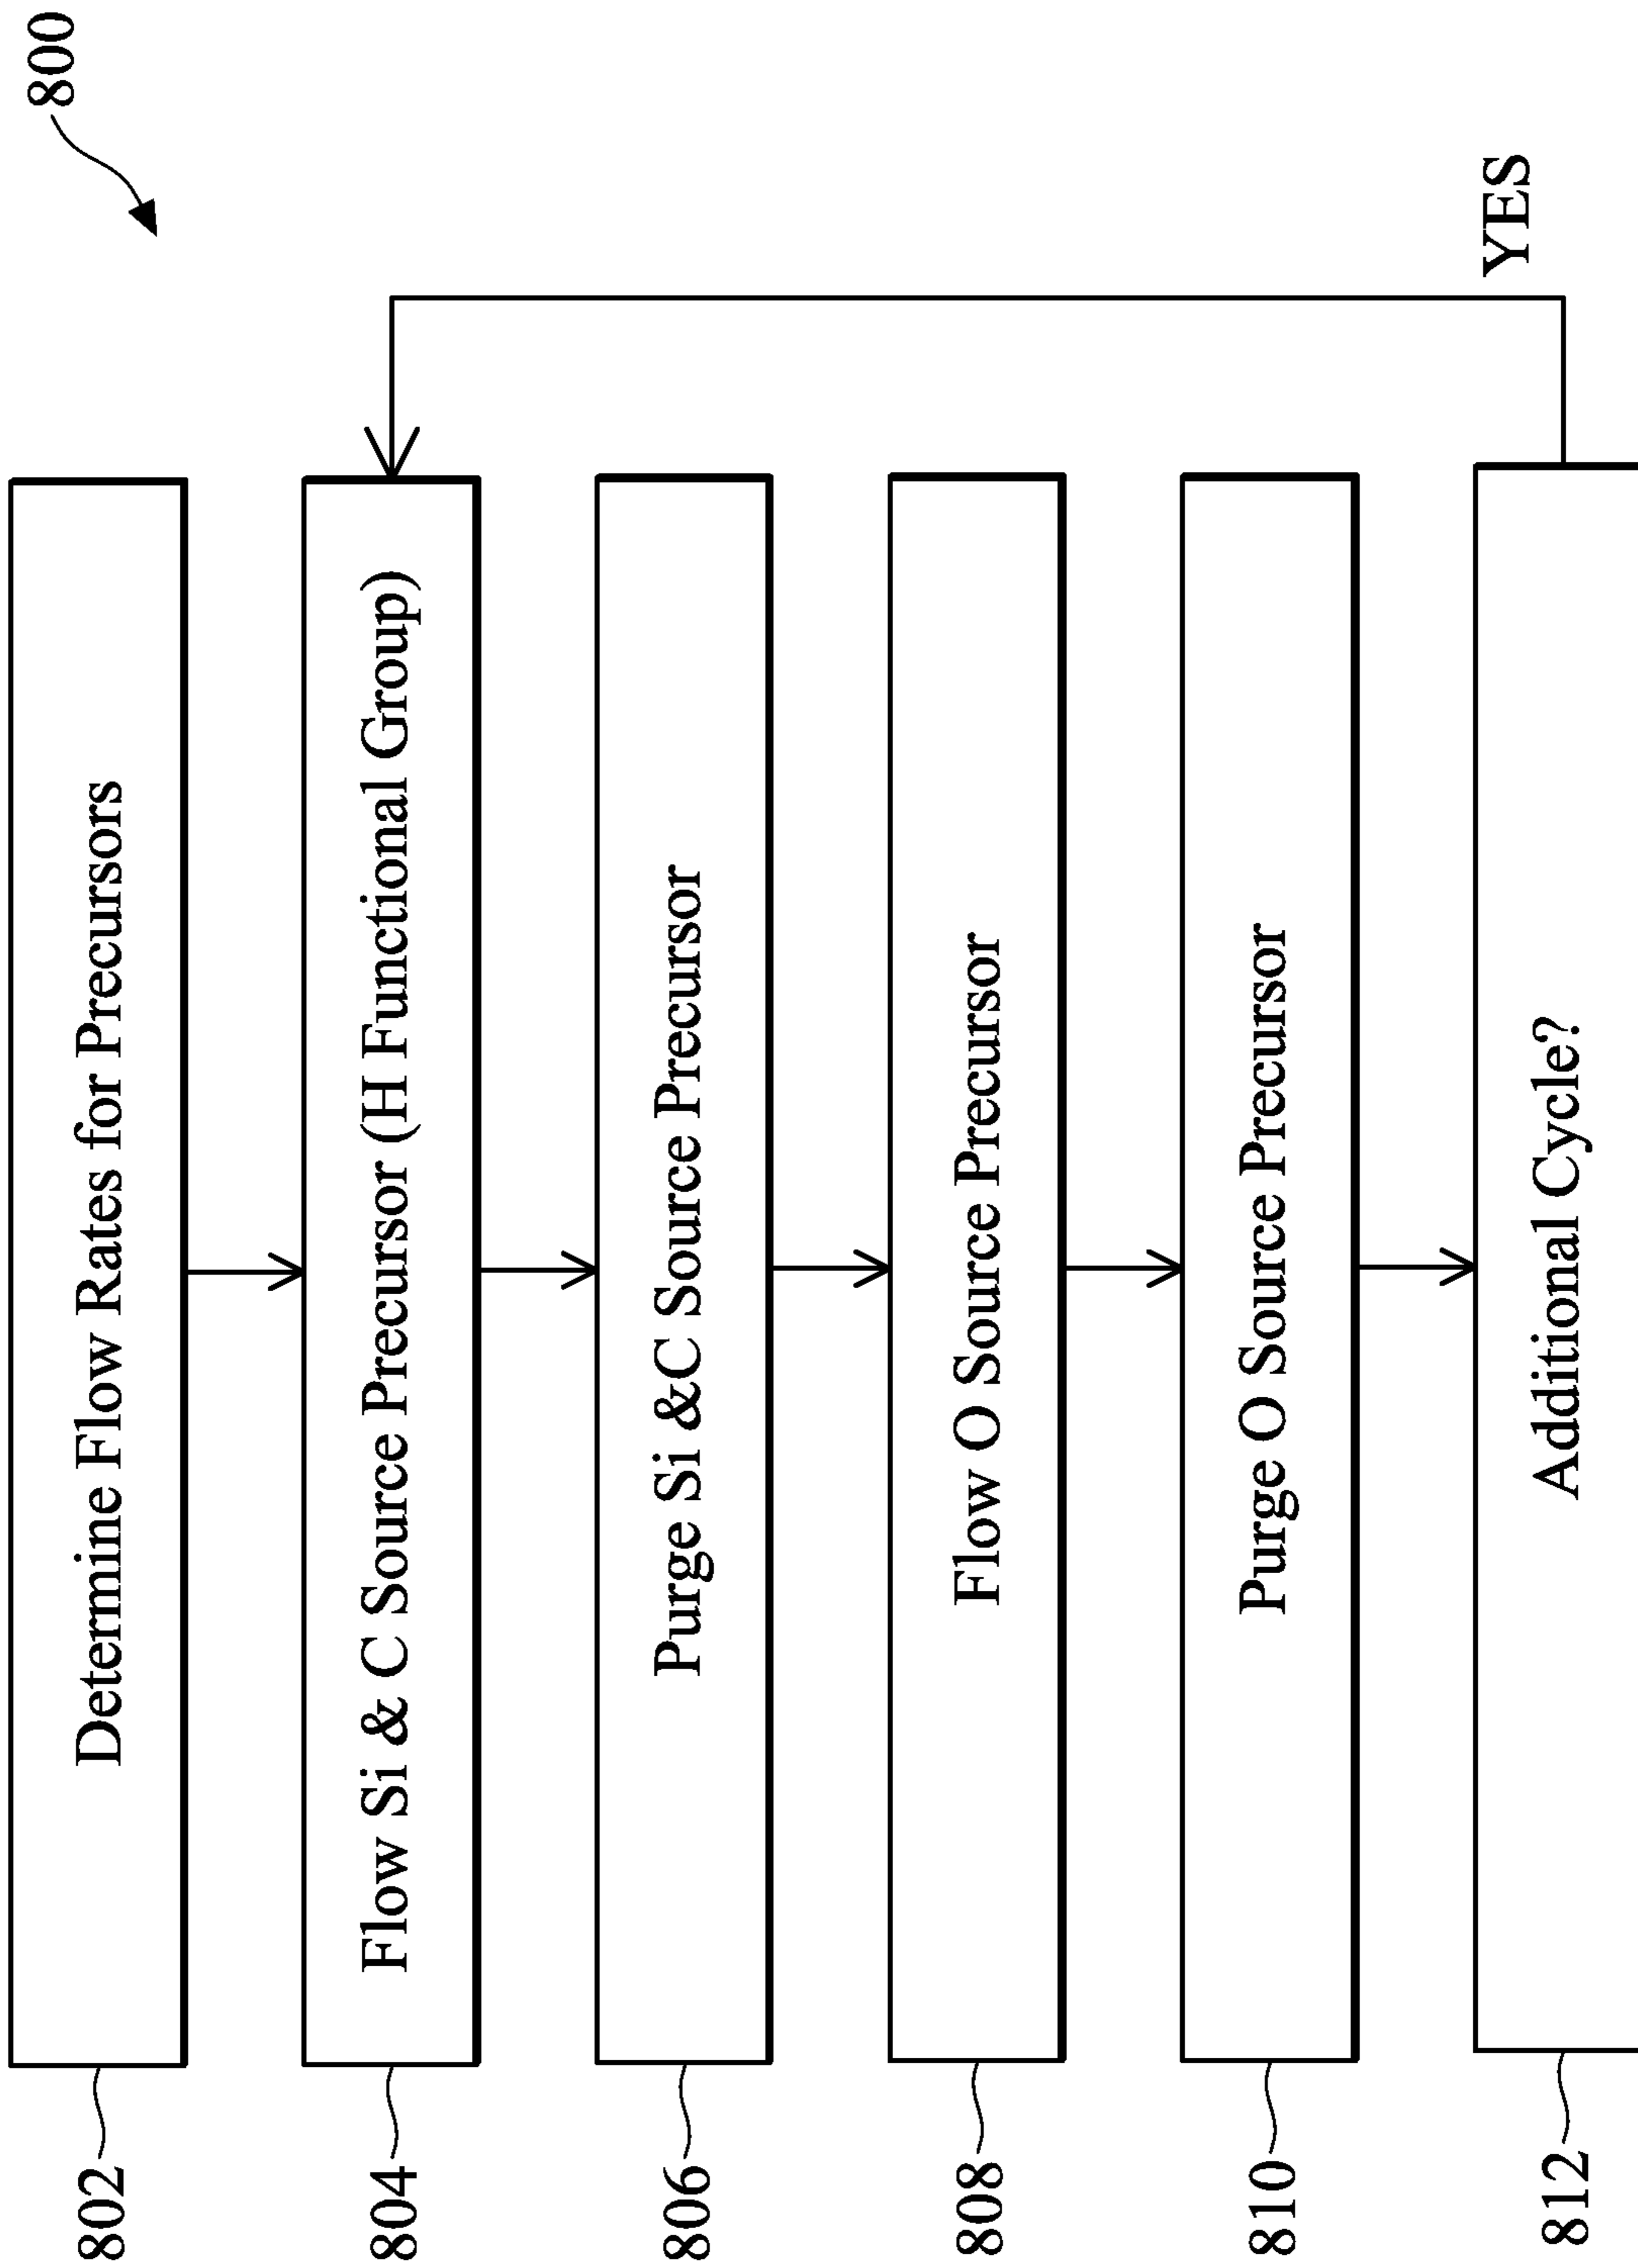 800
802
Determine Flow Rates for Precursors
804
Flow Si & C Source Precursor (H Functional Group)
806
Purge Si &C Source Precursor
808
Flow O Source Precursor
810
Purge O Source Precursor
812
Additional Cycle?
YES